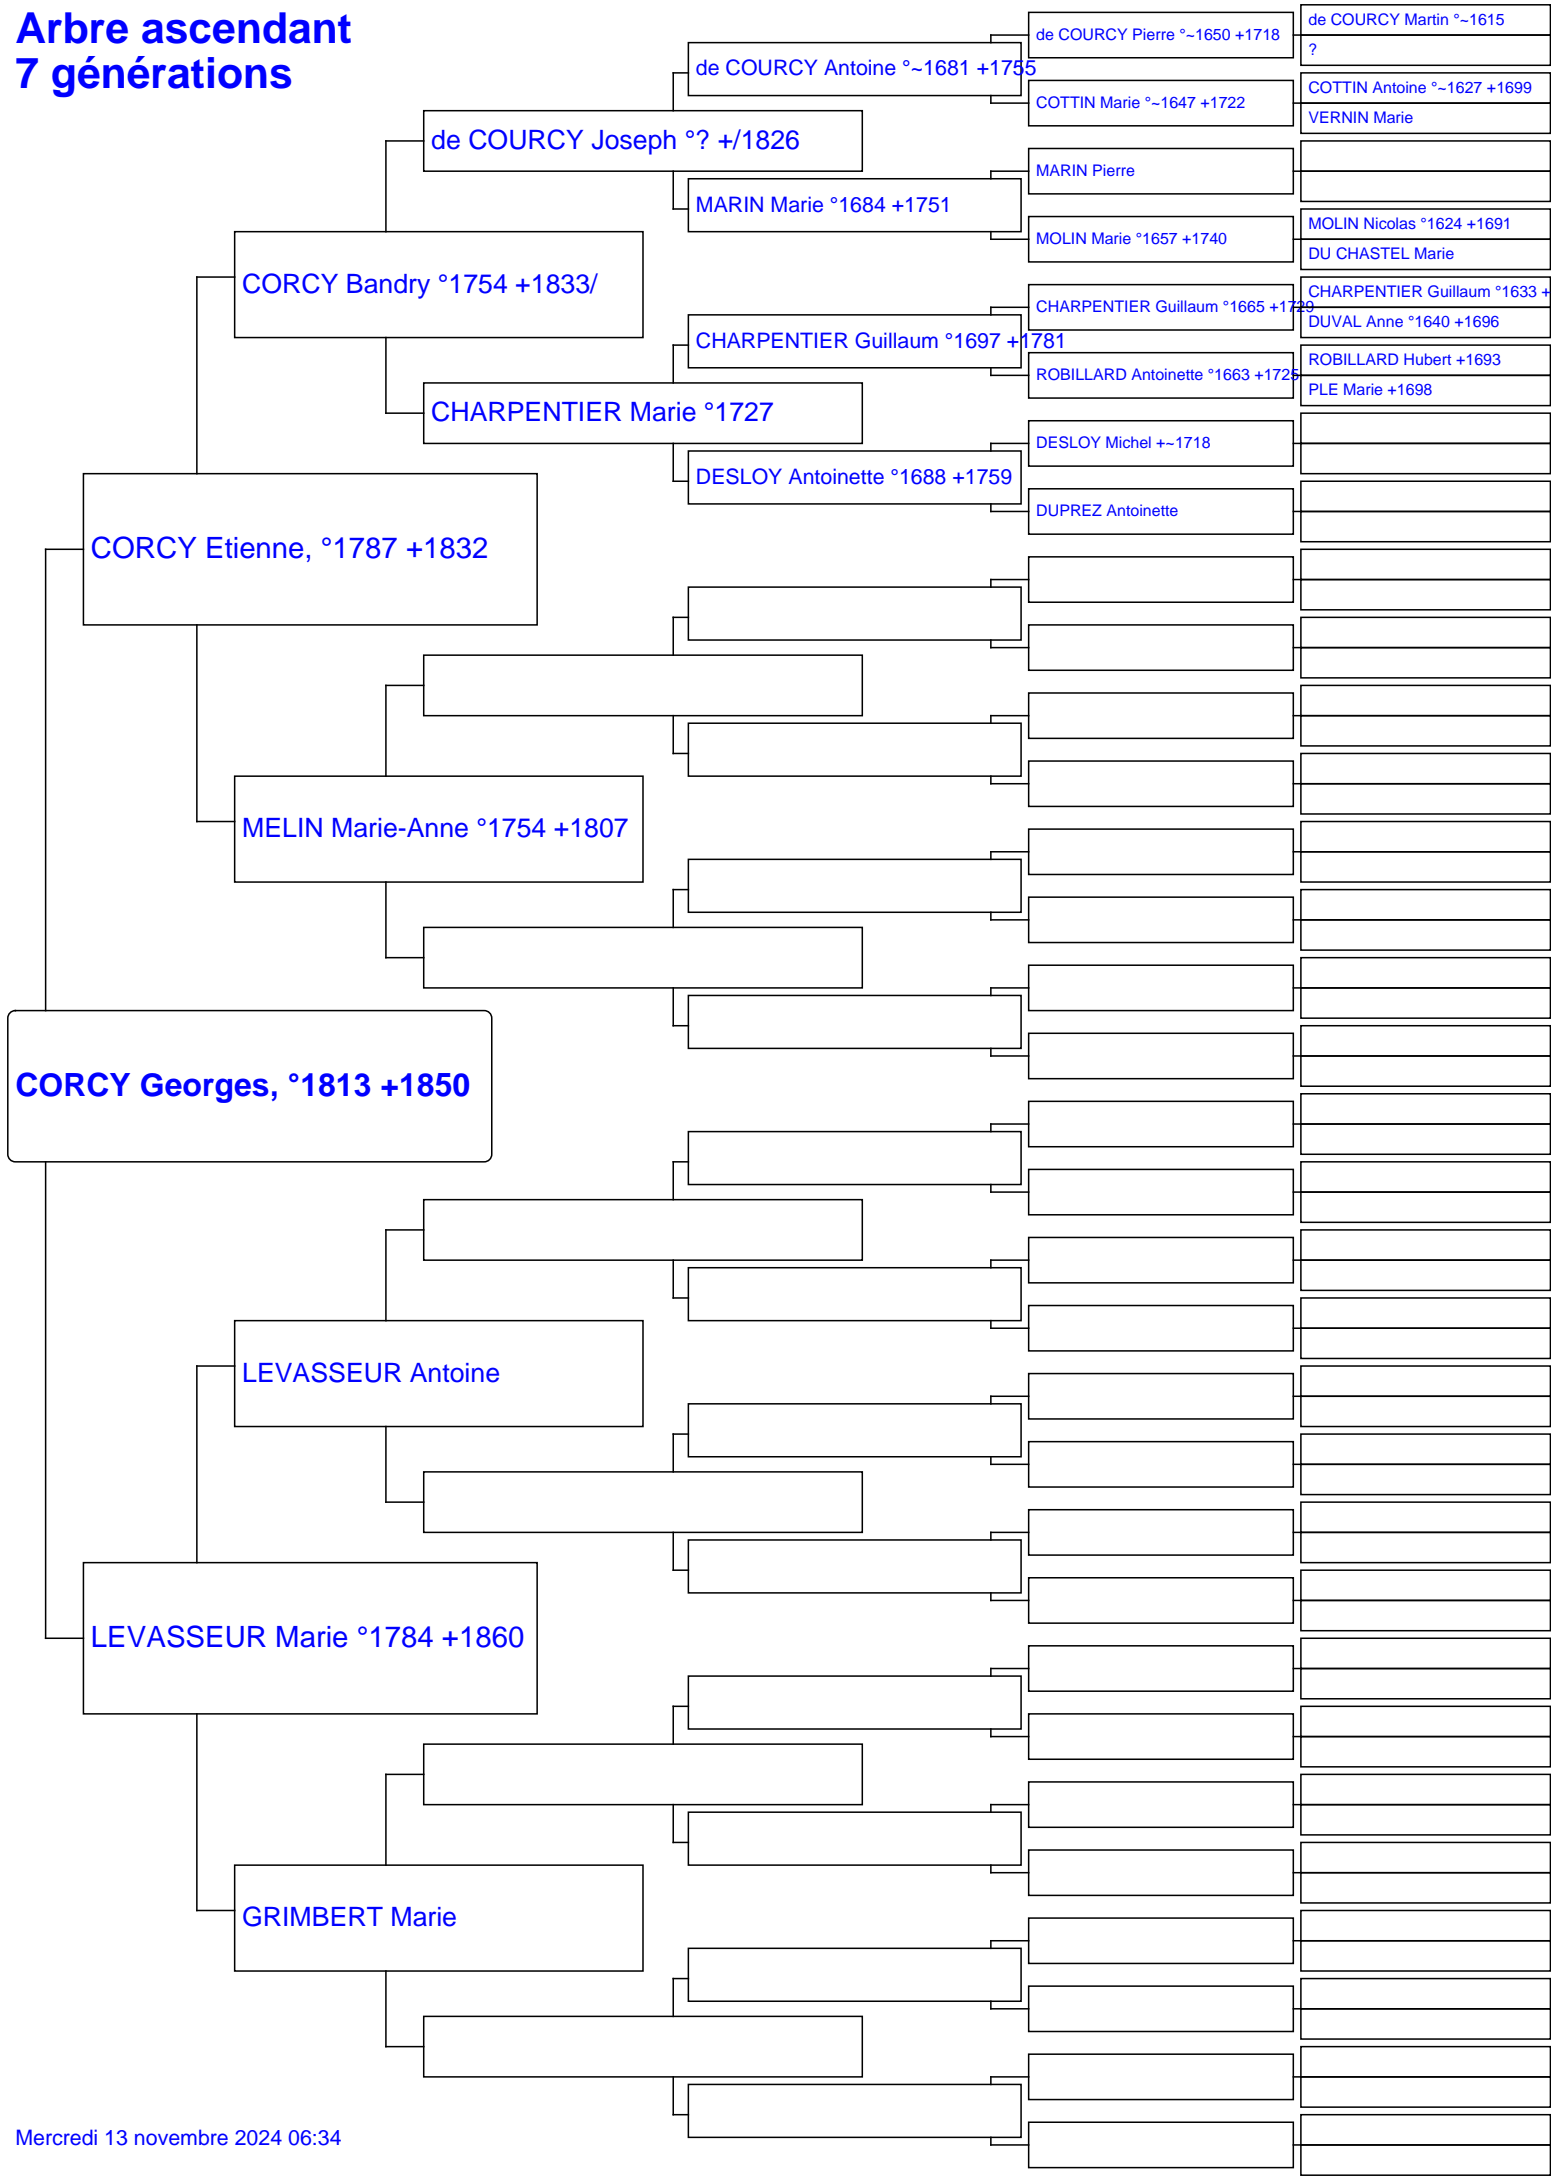 Arbre ascendant
7 générations
de COURCY Martin °~1615
?
de COURCY Pierre °~1650 +1718
de COURCY Antoine °~1681 +1755
COTTIN Antoine °~1627 +1699
COTTIN Marie °~1647 +1722
VERNIN Marie
de COURCY Joseph °? +/1826
MARIN Pierre
MARIN Marie °1684 +1751
MOLIN Nicolas °1624 +1691
MOLIN Marie °1657 +1740
DU CHASTEL Marie
CORCY Bandry °1754 +1833/
CHARPENTIER Guillaum °1633 +
CHARPENTIER Guillaum °1665 +1729
DUVAL Anne °1640 +1696
CHARPENTIER Guillaum °1697 +1781
ROBILLARD Hubert +1693
ROBILLARD Antoinette °1663 +1725
PLE Marie +1698
CHARPENTIER Marie °1727
DESLOY Michel +~1718
DESLOY Antoinette °1688 +1759
DUPREZ Antoinette
CORCY Etienne, °1787 +1832
MELIN Marie-Anne °1754 +1807
CORCY Georges, °1813 +1850
LEVASSEUR Antoine
LEVASSEUR Marie °1784 +1860
GRIMBERT Marie
Mercredi 13 novembre 2024 06:34